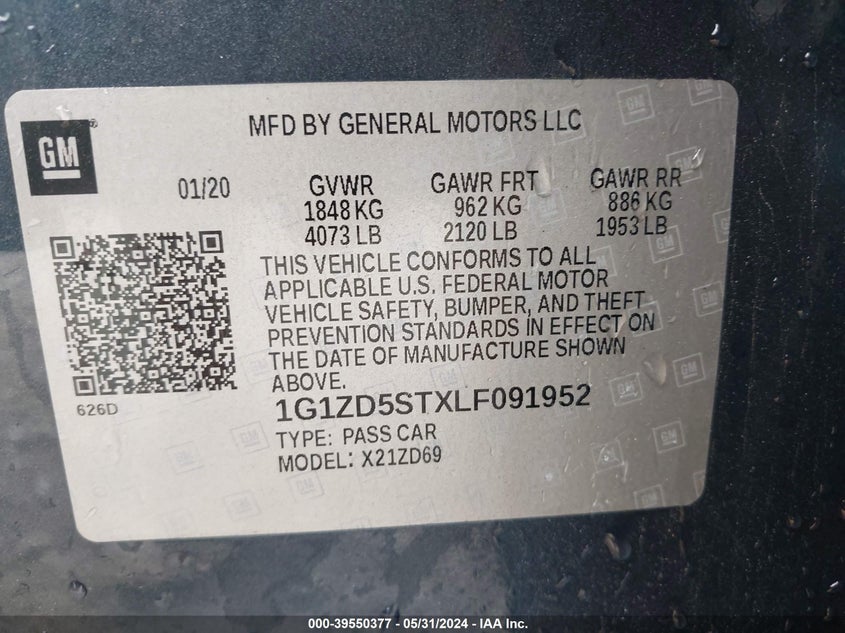 GM
MFD BY GENERAL MOTORS LLC
01/20
GVWR
1848 KG
4073 LB
GAWR FRT
962 KG
2120 LB
GAWR RR
886 KG
1953 LB
THIS VEHICLE CONFORMS TO ALL
APPLICABLE U.S. FEDERAL MOTOR
VEHICLE SAFETY, BUMPER, AND THEFT
PREVENTION STANDARDS IN EFFECT ON
THE DATE OF MANUFACTURE SHOWN
ABOVE.
626D
1G1ZD5STXLF091952
TYPE: PASS CAR
MODEL: X21ZD69
000-39550377 - 05/31/2024 - IAA Inc.